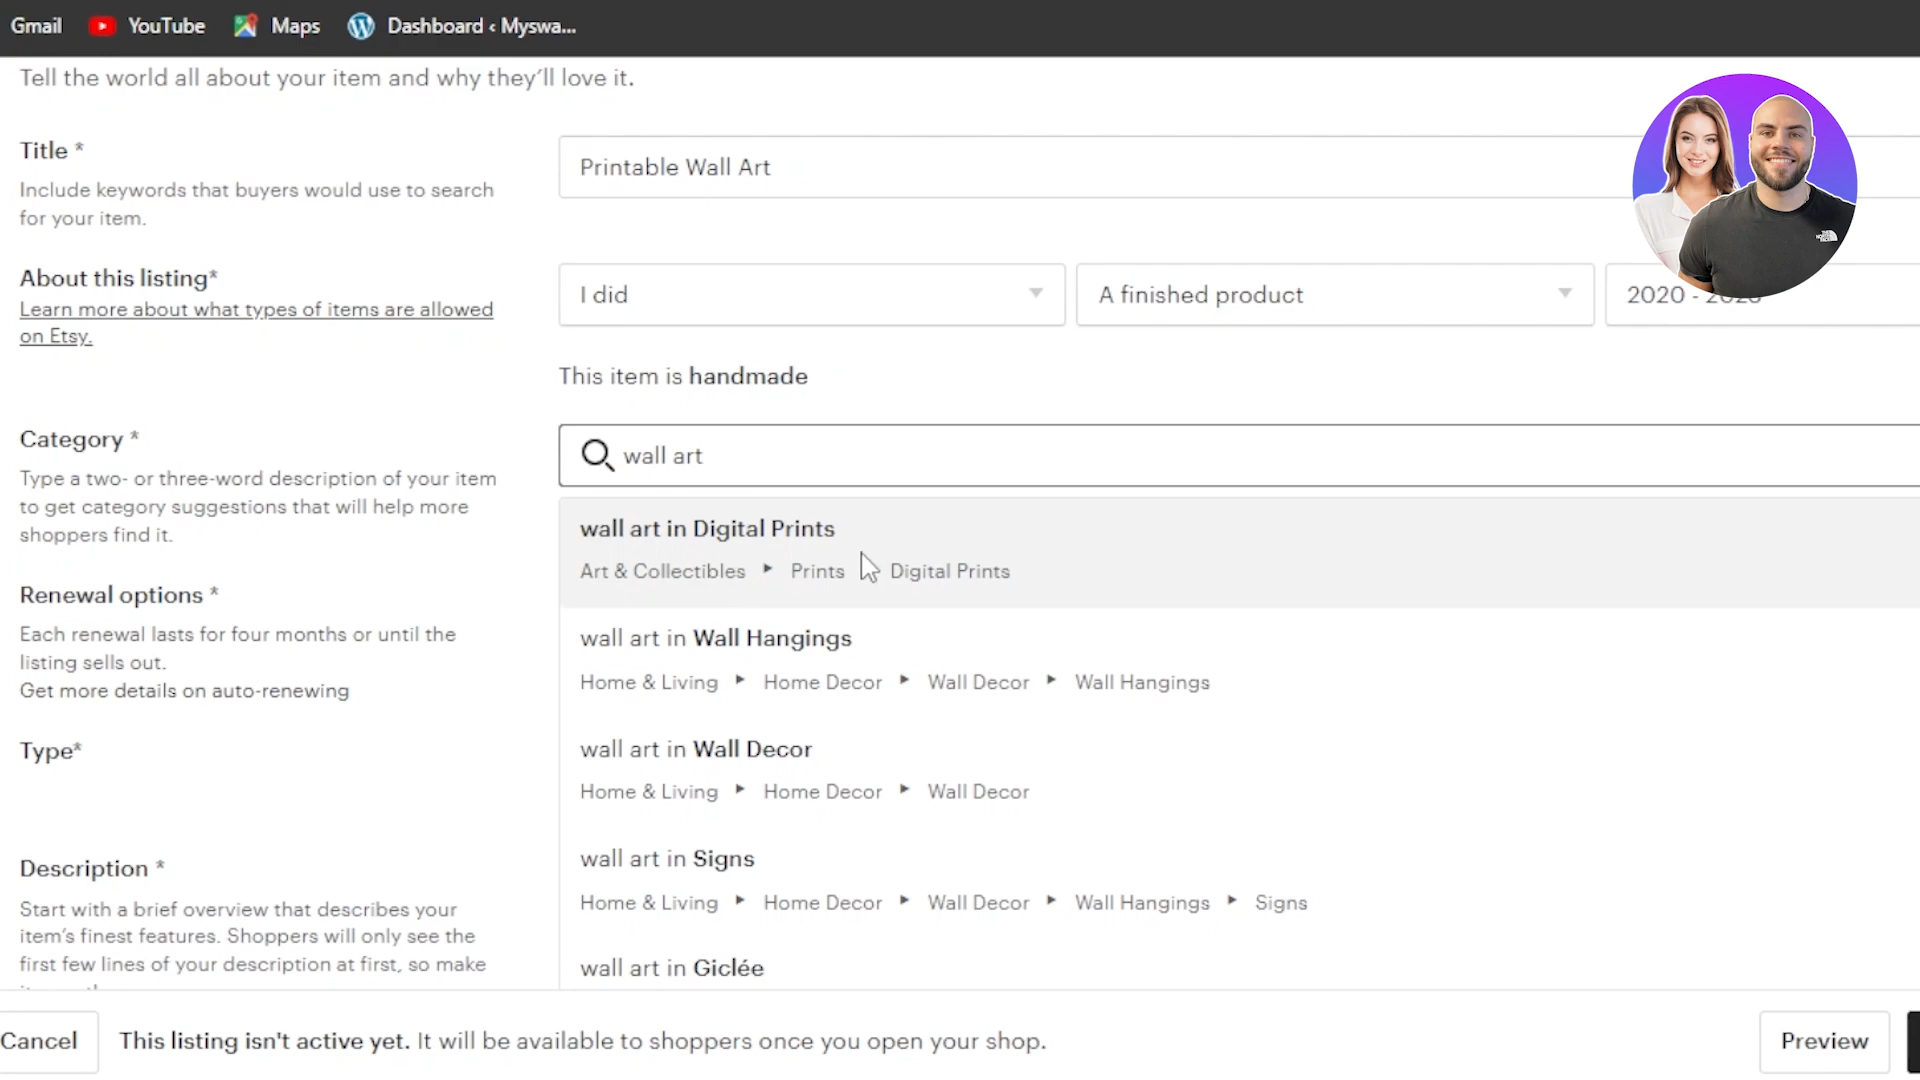 Gmail YouTube Maps Dashboard ‹ Myswa...
Tell the world all about your item and why they'll love it.
Title *
Include keywords that buyers would use to search
for your item.
Printable Wall Art
About this listing*
Learn more about what types of items are allowed
on Etsy.
I did A finished product 2020 -
THE NORTH FACE
This item is handmade
Category *
Type a two- or three-word description of your item
to get category suggestions that will help more
shoppers find it.
wall art
wall art in Digital Prints
Art & Collectibles ▸ Prints Digital Prints
wall art in Wall Hangings
Home & Living ▸ Home Decor ▸ Wall Decor ▸ Wall Hangings
wall art in Wall Decor
Home & Living ▸ Home Decor ▸ Wall Decor
wall art in Signs
Home & Living ▸ Home Decor ▸ Wall Decor ▸ Wall Hangings ▸ Signs
wall art in Giclée
Renewal options *
Each renewal lasts for four months or until the
listing sells out.
Get more details on auto-renewing
Type*
Description *
Start with a brief overview that describes your
item's finest features. Shoppers will only see the
first few lines of your description at first, so make
Cancel This listing isn't active yet. It will be available to shoppers once you open your shop. Preview